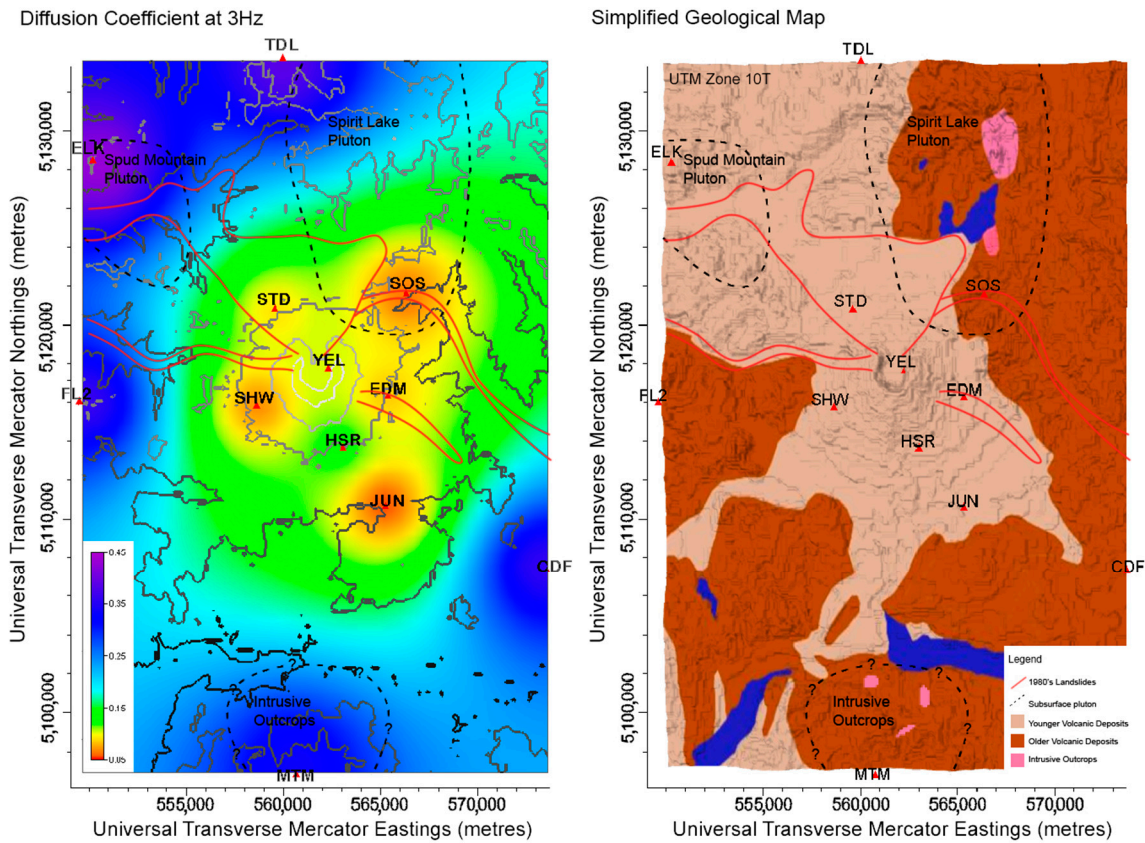 Diffusion Coefficient at 3Hz
Simplified Geological Map
TDL
TDL
UTM Zone 10T
Spirit Lake
Pluton
Spirit Lake
Pluton
ELK
Spud Mountain
Pluton
ELK
Spud Mountain
Pluton
5,130,000
5,130,000
STD
SOS
STD
SOS
5,120,000
5,120,000
YEL
YEL
FL2
SHW
EDM
FL2
SHW
EDM
HSR
HSR
JUN
JUN
5,110,000
5,110,000
CDF
CDF
0.45
0.35
0.25
0.15
0.05
5,100,000
5,100,000
? ? ? ? ?
Intrusive
Outcrops
? ? ? ? ?
Intrusive
Outcrops
MTM
MTM
Legend
1980's Landslides
Subsurface pluton
Younger Volcanic Deposits
Older Volcanic Deposits
Intrusive Outcrops
555,000 560,000 565,000 570,000
555,000 560,000 565,000 570,000
Universal Transverse Mercator Eastings (metres)
Universal Transverse Mercator Eastings (metres)
Universal Transverse Mercator Northings (metres)
Universal Transverse Mercator Northings (metres)